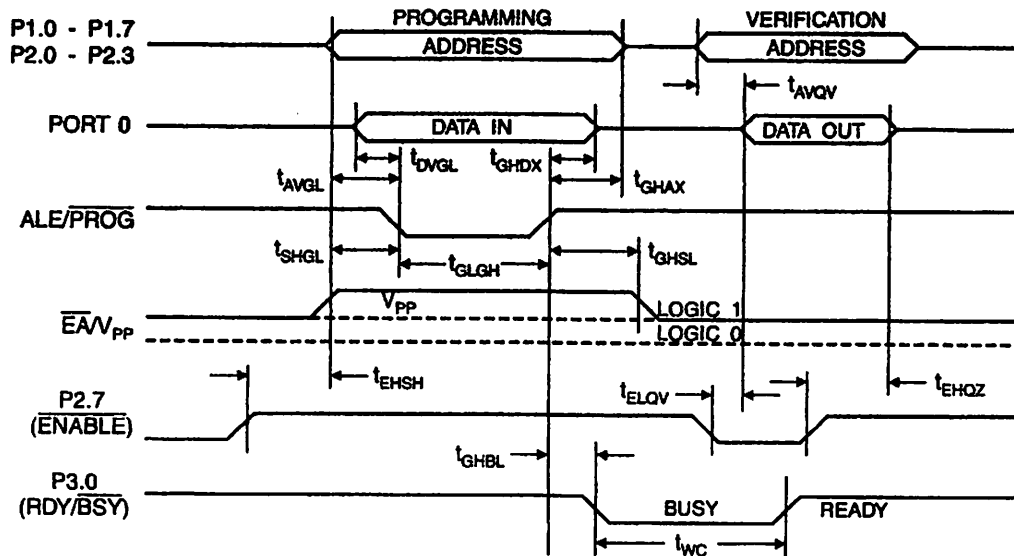 PROGRAMMING VERIFICATION
P1.0 - P1.7
P2.0 - P2.3
ADDRESS ADDRESS
tAVQV
PORT 0 DATA IN DATA OUT
tDVGL tGHDX
tAVGL tGHAX
ALE/PROG
tSHGL tGLGH tGHSL
VPP LOGIC 1
EA/VPP LOGIC 0
tEHSH tELQV tEHQZ
P2.7
(ENABLE)
tGHBL
P3.0
(RDY/BSY) BUSY READY
tWC